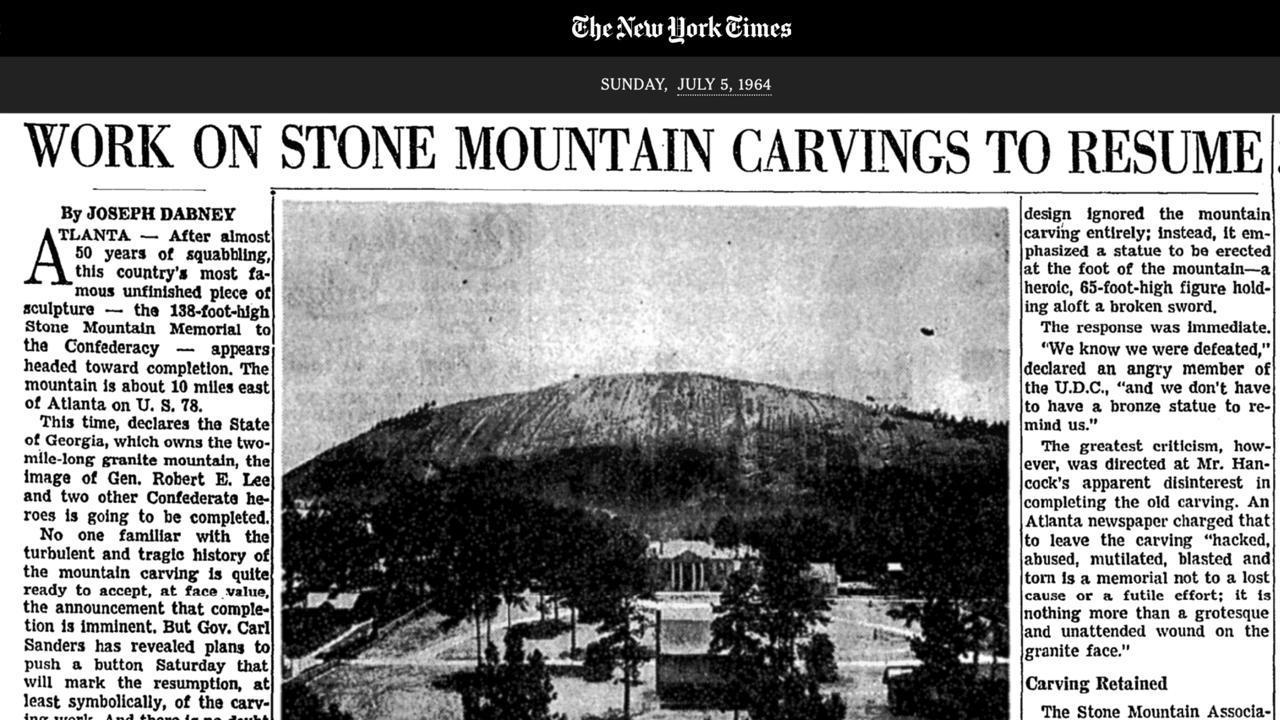 The New York Times
SUNDAY, JULY 5, 1964
WORK ON STONE MOUNTAIN CARVINGS TO RESUME
By JOSEPH DABNEY
ATLANTA — After almost
50 years of squabbling,
this country's most fa-
mous unfinished piece of
sculpture — the 138-foot-high
Stone Mountain Memorial to
the Confederacy — appears
headed toward completion. The
mountain is about 10 miles east
of Atlanta on U. S. 78.
This time, declares the State
of Georgia, which owns the two-
mile-long granite mountain, the
image of Gen. Robert E. Lee
and two other Confederate he-
roes is going to be completed.
No one familiar with the
turbulent and tragic history of
the mountain carving is quite
ready to accept, at face value,
the announcement that comple-
tion is imminent. But Gov. Carl
Sanders has revealed plans to
push a button Saturday that
will mark the resumption, at
least symbolically, of the carv-
ing work. And there is no doubt
design ignored the mountain
carving entirely; instead, it em-
phasized a statue to be erected
at the foot of the mountain—a
heroic, 65-foot-high figure hold-
ing aloft a broken sword.
The response was immediate.
"We know we were defeated,"
declared an angry member of
the U.D.C., "and we don't have
to have a bronze statue to re-
mind us."
The greatest criticism, how-
ever, was directed at Mr. Han-
cock's apparent disinterest in
completing the old carving. An
Atlanta newspaper charged that
to leave the carving "hacked,
abused, mutilated, blasted and
torn is a memorial not to a lost
cause or a futile effort; it is
nothing more than a grotesque
and unattended wound on the
granite face."
Carving Retained
The Stone Mountain Associa-